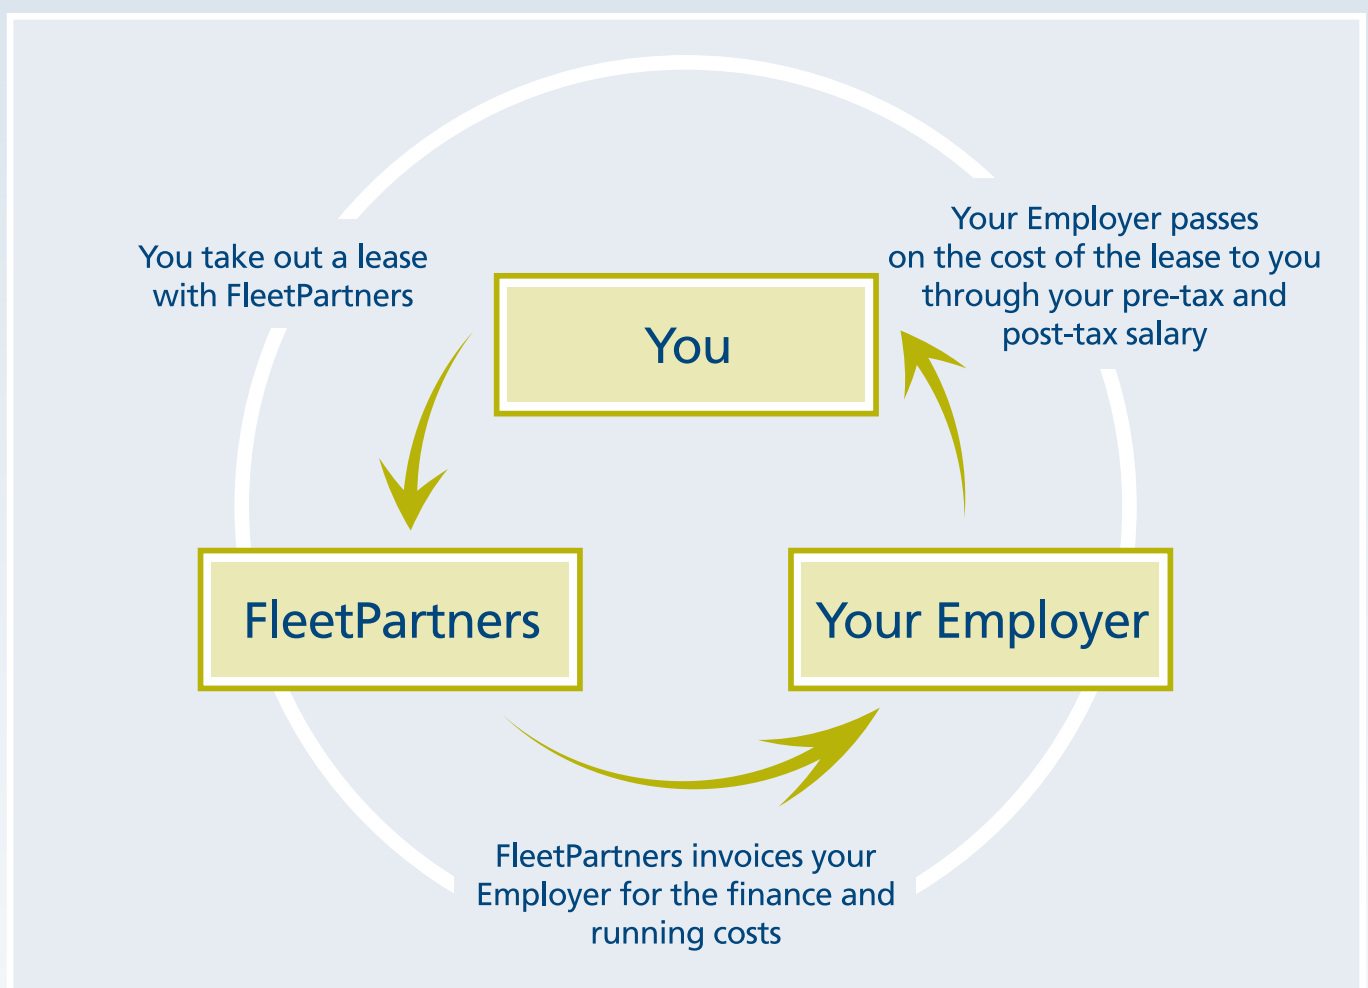 You take out a lease
with FleetPartners
Your Employer passes
on the cost of the lease to you
through your pre-tax and
post-tax salary
You
FleetPartners
Your Employer
FleetPartners invoices your
Employer for the finance and
running costs